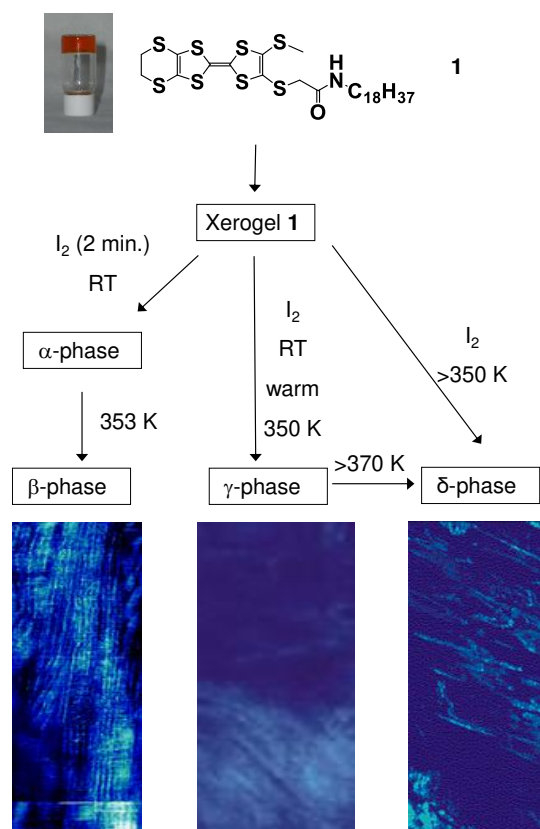 S
S
S
S
S
S
S
S
H
N
C18H37
O
1
Xerogel 1
I2 (2 min.)
RT
α-phase
I2
RT
warm
350 K
I2
>350 K
353 K
>370 K
β-phase
γ-phase
δ-phase